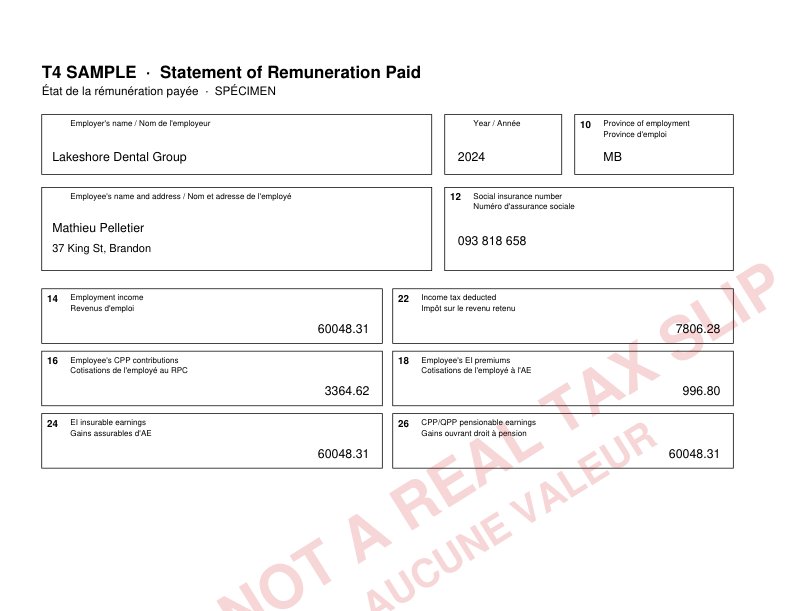 T4 SAMPLE · Statement of Remuneration Paid
État de la rémunération payée · SPÉCIMEN
Employer's name / Nom de l'employeur
Lakeshore Dental Group
Year / Année
2024
10 Province of employment
Province d'emploi
MB
Employee's name and address / Nom et adresse de l'employé
Mathieu Pelletier
37 King St, Brandon
12 Social insurance number
Numéro d'assurance sociale
093 818 658
14 Employment income
Revenus d'emploi
60048.31
22 Income tax deducted
Impôt sur le revenu retenu
7806.28
16 Employee's CPP contributions
Cotisations de l'employé au RPC
3364.62
18 Employee's EI premiums
Cotisations de l'employé à l'AE
996.80
24 EI insurable earnings
Gains assurables d'AE
60048.31
26 CPP/QPP pensionable earnings
Gains ouvrant droit à pension
60048.31
NOT A REAL TAX SLIP
AUCUNE VALEUR